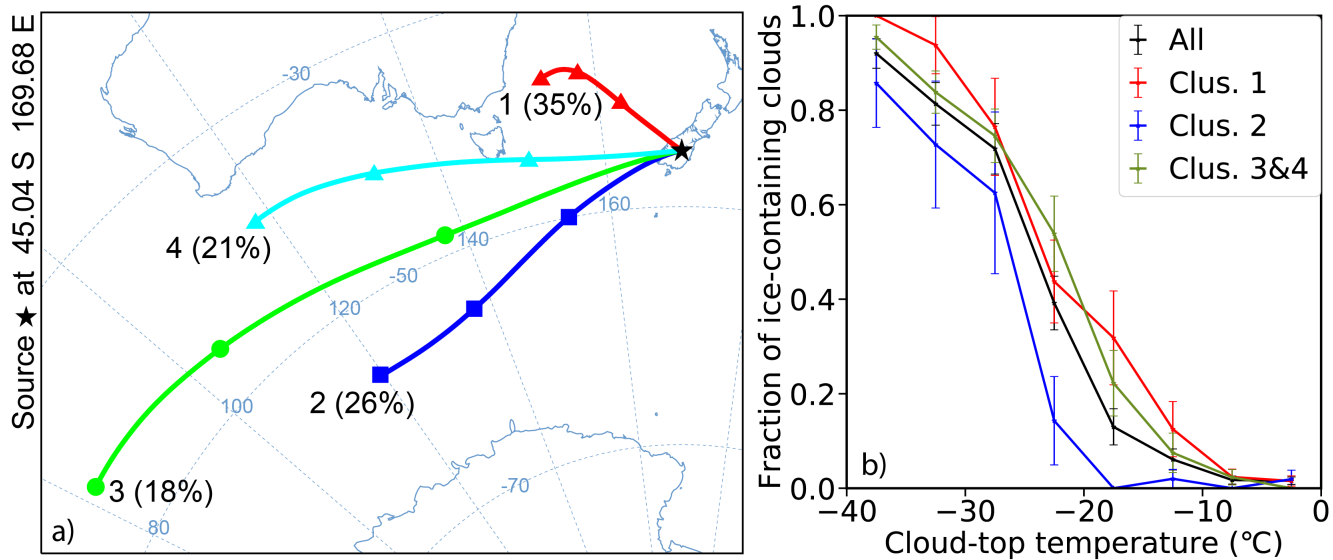 Source ★ at 45.04 S 169.68 E
-30
1 (35%)
160
4 (21%)
140
-50
120
2 (26%)
100
3 (18%)
-70
80
a)
Fraction of ice-containing clouds
1.0
0.8
0.6
0.4
0.2
0.0
All
Clus. 1
Clus. 2
Clus. 3&4
b)
−40
−30
−20
−10
0
Cloud-top temperature (°C)